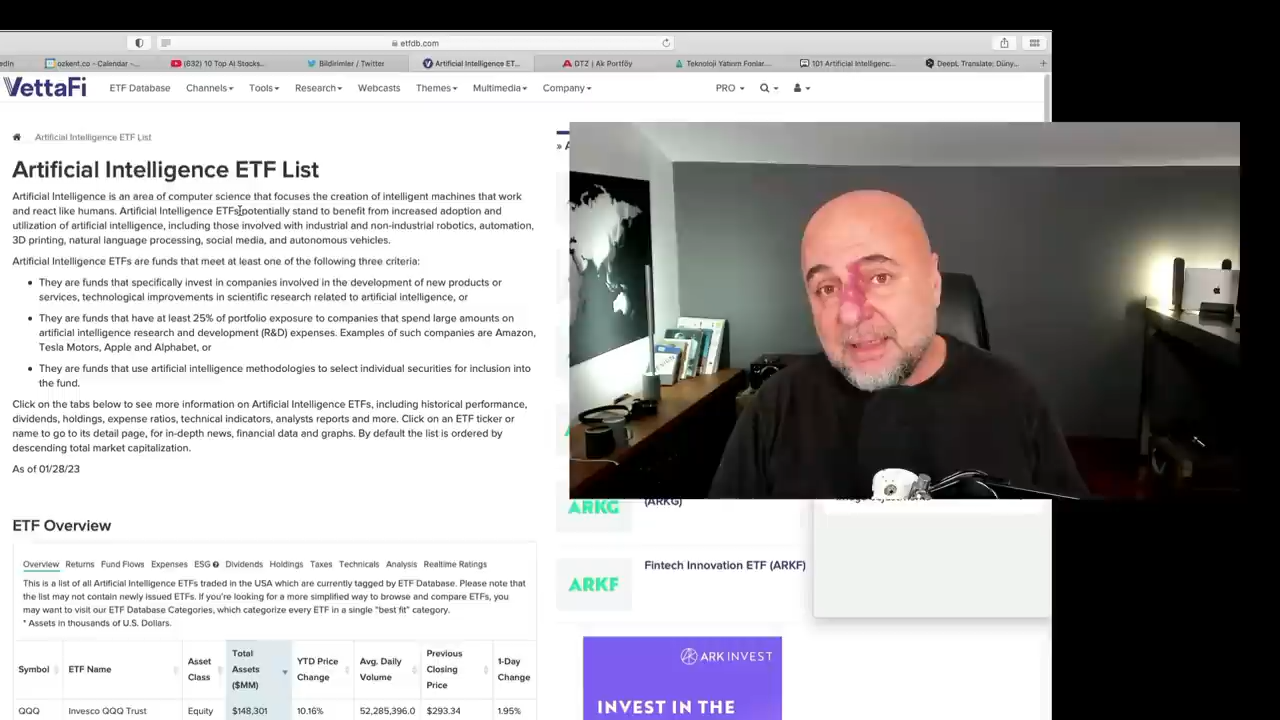 etfdb.com
edIn
ozkent.co - Calendar -...
(632) 10 Top AI Stocks...
Bildirimler / Twitter
Artificial Intelligence ET...
DTZ | Ak Portföy
Teknoloji Yatırım Fonlar...
101 Artificial Intelligenc...
DeepL Translate: Düny...
VettaFi
ETF Database
Channels
Tools
Research
Webcasts
Themes
Multimedia
Company
PRO
Artificial Intelligence ETF List
Artificial Intelligence ETF List
Artificial Intelligence is an area of computer science that focuses the creation of intelligent machines that work
and react like humans. Artificial Intelligence ETFs potentially stand to benefit from increased adoption and
utilization of artificial intelligence, including those involved with industrial and non-industrial robotics, automation,
3D printing, natural language processing, social media, and autonomous vehicles.
Artificial Intelligence ETFs are funds that meet at least one of the following three criteria:
They are funds that specifically invest in companies involved in the development of new products or
services, technological improvements in scientific research related to artificial intelligence, or
They are funds that have at least 25% of portfolio exposure to companies that spend large amounts on
artificial intelligence research and development (R&D) expenses. Examples of such companies are Amazon,
Tesla Motors, Apple and Alphabet, or
They are funds that use artificial intelligence methodologies to select individual securities for inclusion into
the fund.
Click on the tabs below to see more information on Artificial Intelligence ETFs, including historical performance,
dividends, holdings, expense ratios, technical indicators, analysts reports and more. Click on an ETF ticker or
name to go to its detail page, for in-depth news, financial data and graphs. By default the list is ordered by
descending total market capitalization.
As of 01/28/23
ETF Overview
Overview Returns Fund Flows Expenses ESG Dividends Holdings Taxes Technicals Analysis Realtime Ratings
This is a list of all Artificial Intelligence ETFs traded in the USA which are currently tagged by ETF Database. Please note that
the list may not contain newly issued ETFs. If you're looking for a more simplified way to browse and compare ETFs, you
may want to visit our ETF Database Categories, which categorize every ETF in a single "best fit" category.
* Assets in thousands of U.S. Dollars.
Symbol
ETF Name
Asset
Class
Total
Assets
($MM)
YTD Price
Change
Avg. Daily
Volume
Previous
Closing
Price
1-Day
Change
QQQ
Invesco QQQ Trust
Equity
$148,301
10.16%
52,285,396.0
$293.34
1.95%
» A
ARKG
(ARKG)
ARKF
Fintech Innovation ETF (ARKF)
ARK INVEST
INVEST IN THE